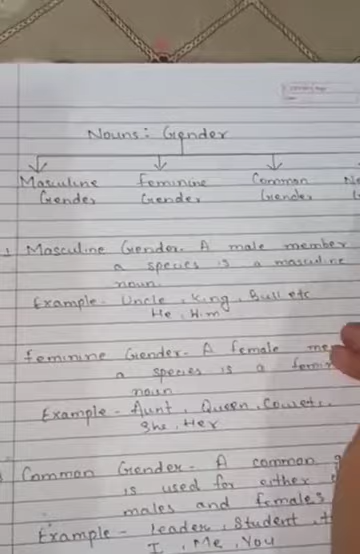 Nouns: Gender
Masculine Gender
Feminine Gender
Common Gender
1 Masculine Gender- A male member
a species is a masculine
noun.
Example - Uncle, King, Bull etc
He, Him
Feminine Gender- A female
a species is a
noun
Example - Aunt, Queen,
She, Her
Common Gender- A common
is used for either
males and females
Example - Leader, Student,
I, Me, You